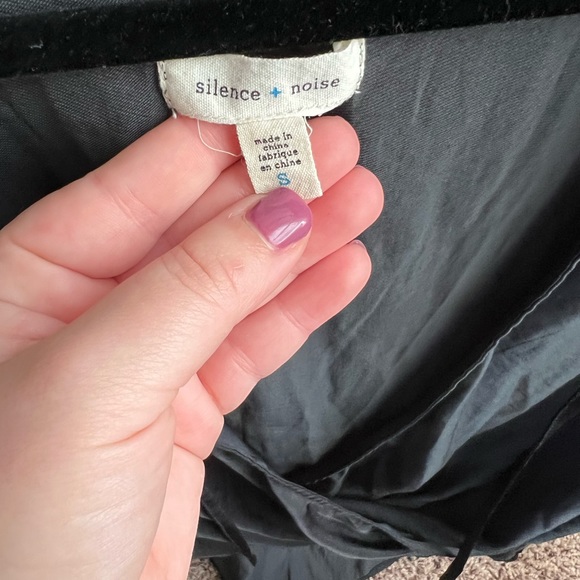 silence + noise
made in
china
fabriqué
en chine
S